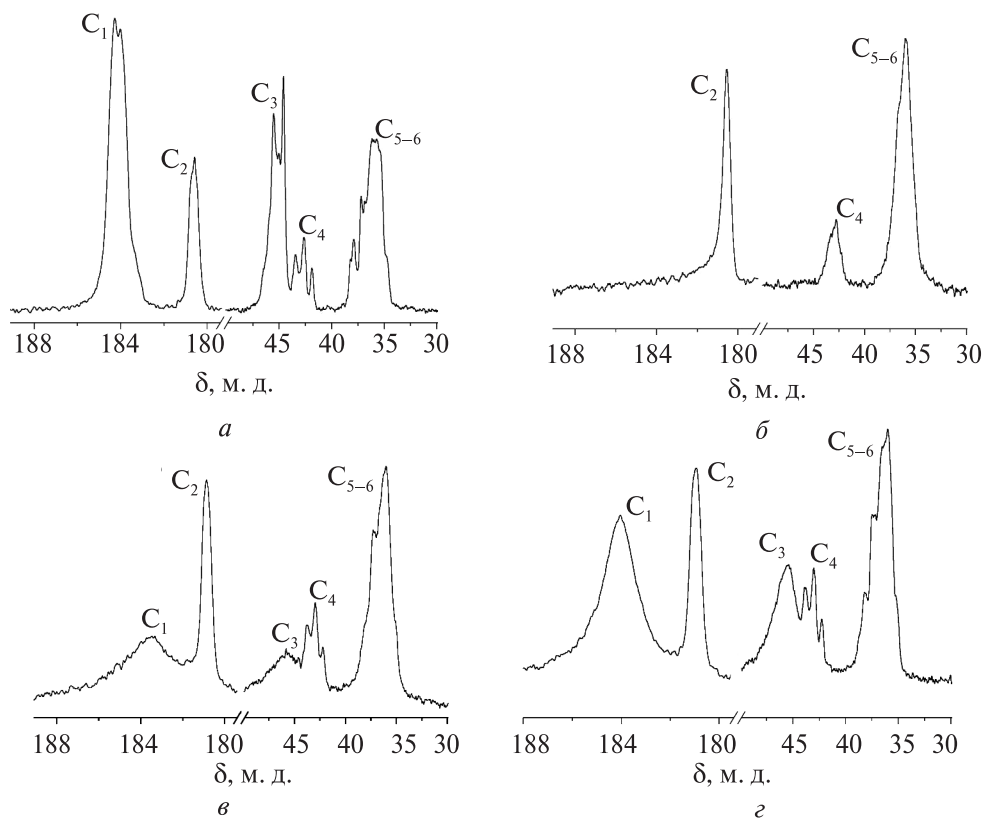 C₁
C₂
C₃
C₄
C₅₋₆
188 184 180 45 40 35 30
δ, м. д.
а
C₂
C₄
C₅₋₆
188 184 180 45 40 35 30
δ, м. д.
б
C₁
C₂
C₃
C₄
C₅₋₆
188 184 180 45 40 35 30
δ, м. д.
в
C₁
C₂
C₃
C₄
C₅₋₆
188 184 180 45 40 35 30
δ, м. д.
г